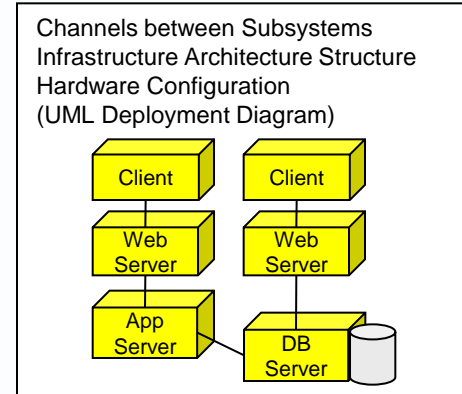 Channels between Subsystems
Infrastructure Architecture Structure
Hardware Configuration
(UML Deployment Diagram)
Client
Client
Web
Server
Web
Server
App
Server
DB
Server